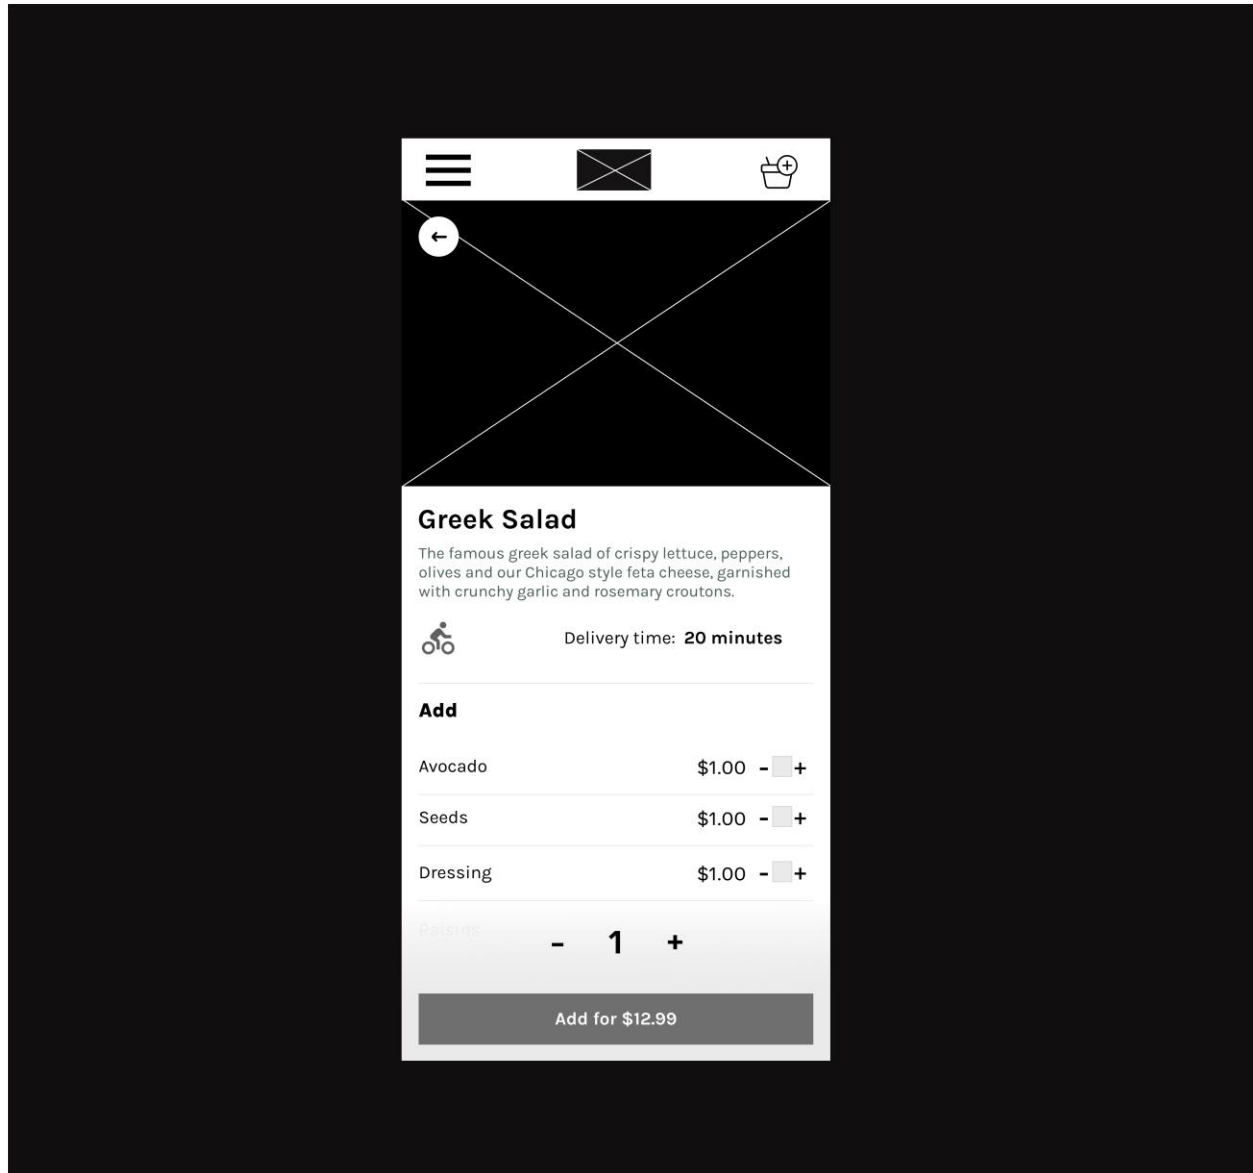 Greek Salad
The famous greek salad of crispy lettuce, peppers,
olives and our Chicago style feta cheese, garnished
with crunchy garlic and rosemary croutons.
Delivery time: 20 minutes
Add
Avocado $1.00 - +
Seeds $1.00 - +
Dressing $1.00 - +
Raisins
- 1 +
Add for $12.99